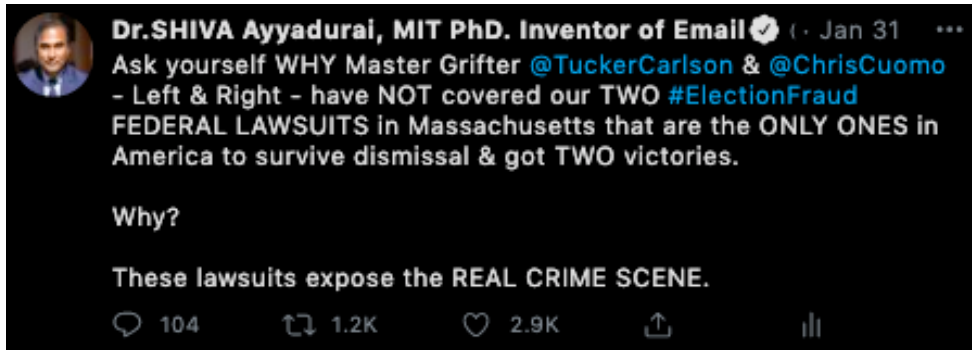 Dr.SHIVA Ayyadurai, MIT PhD. Inventor of Email ( · Jan 31 ···
Ask yourself WHY Master Grifter @TuckerCarlson & @ChrisCuomo
- Left & Right - have NOT covered our TWO #ElectionFraud
FEDERAL LAWSUITS in Massachusetts that are the ONLY ONES in
America to survive dismissal & got TWO victories.
Why?
These lawsuits expose the REAL CRIME SCENE.
104 1.2K 2.9K